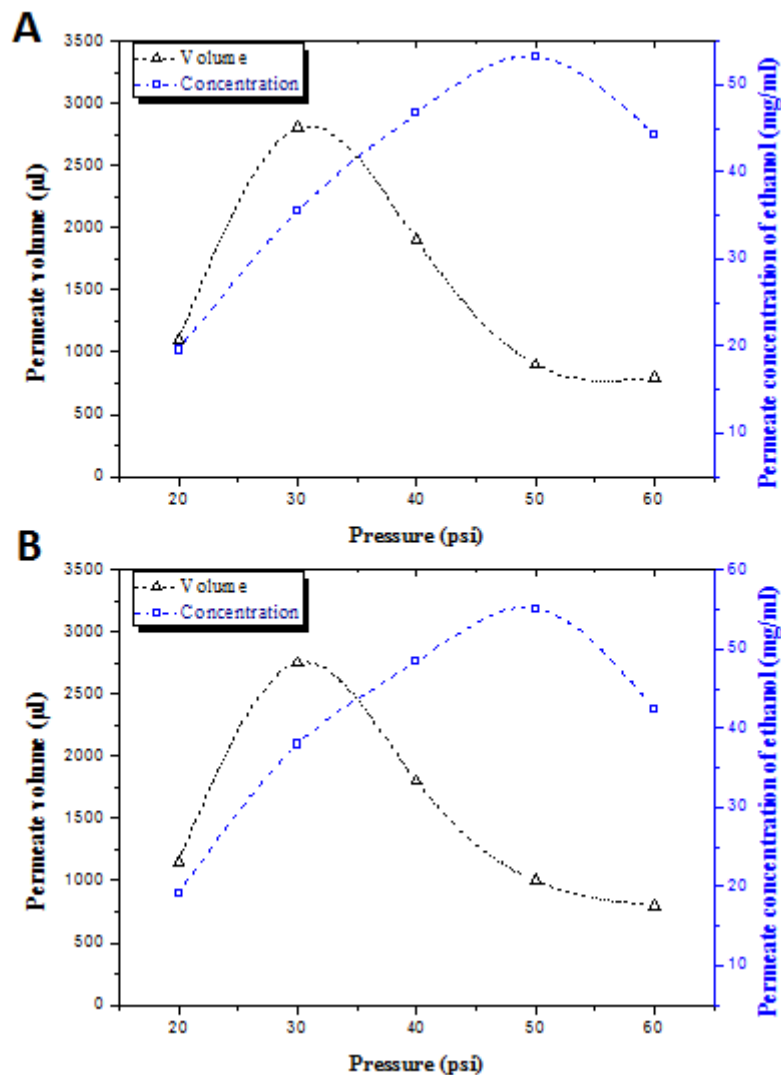 A
3500
3000
2500
2000
1500
1000
500
0
Permeate volume (µl)
Volume
Concentration
50
40
30
20
10
Permeate concentration of ethanol (mg/ml)
20 30 40 50 60
Pressure (psi)
B
3500
3000
2500
2000
1500
1000
500
0
Permeate volume (µl)
Volume
Concentration
60
50
40
30
20
10
Permeate concentration of ethanol (mg/ml)
20 30 40 50 60
Pressure (psi)